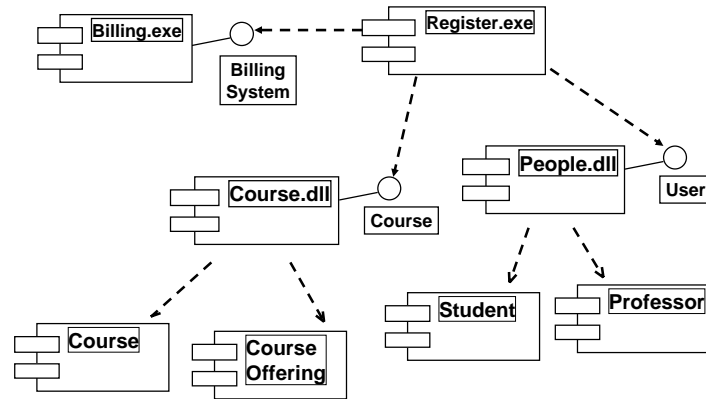 Billing.exe
Register.exe
Billing
System
Course.dll
Course
People.dll
User
Course
Course
Offering
Student
Professor